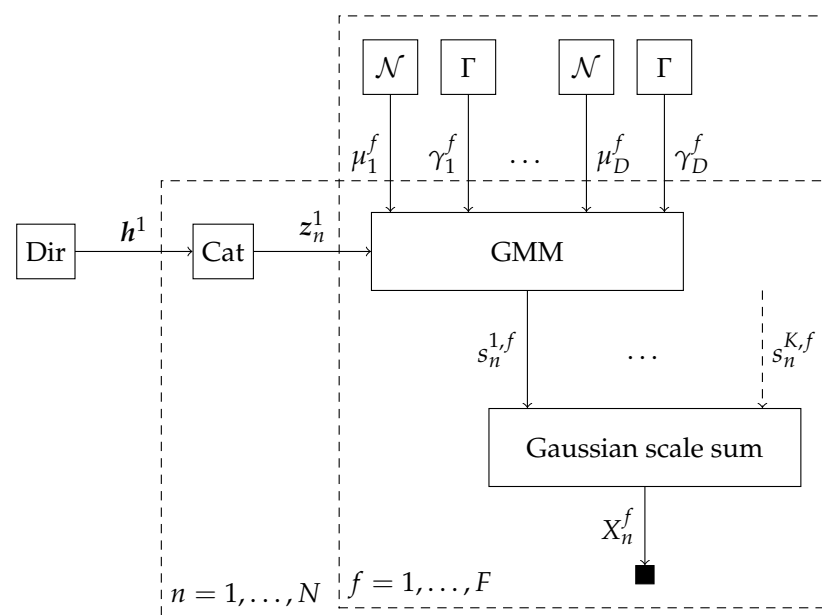 𝒩 Γ 𝒩 Γ
μ_1^f γ_1^f … μ_D^f γ_D^f
Dir h^1 Cat z_n^1 GMM
s_n^{1,f} … s_n^{K,f}
Gaussian scale sum
X_n^f
n = 1, . . . , N f = 1, . . . , F